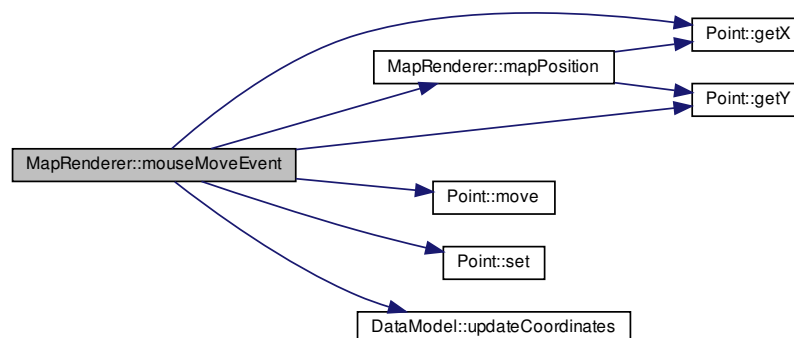 Point::getX
MapRenderer::mapPosition
Point::getY
MapRenderer::mouseMoveEvent
Point::move
Point::set
DataModel::updateCoordinates